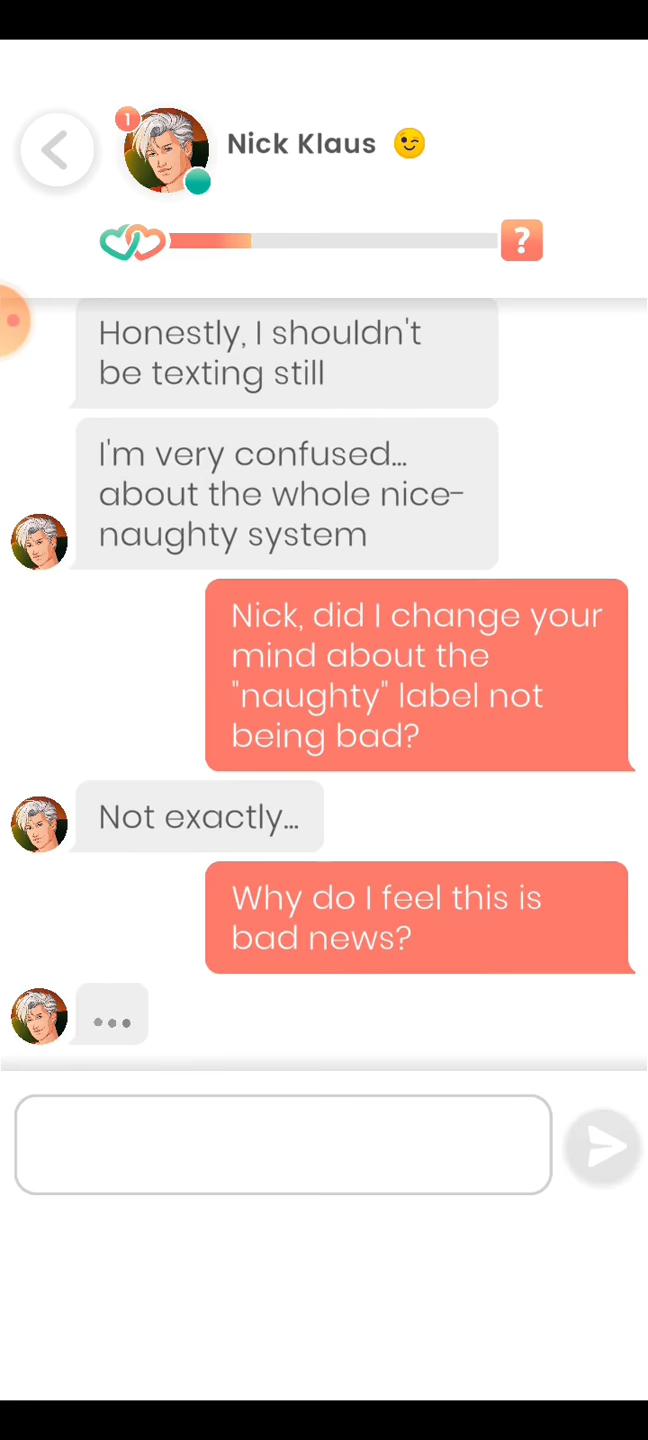 1
Nick Klaus 😉
?
Honestly, I shouldn't
be texting still
I'm very confused...
about the whole nice-
naughty system
Nick, did I change your
mind about the
"naughty" label not
being bad?
Not exactly...
Why do I feel this is
bad news?
...